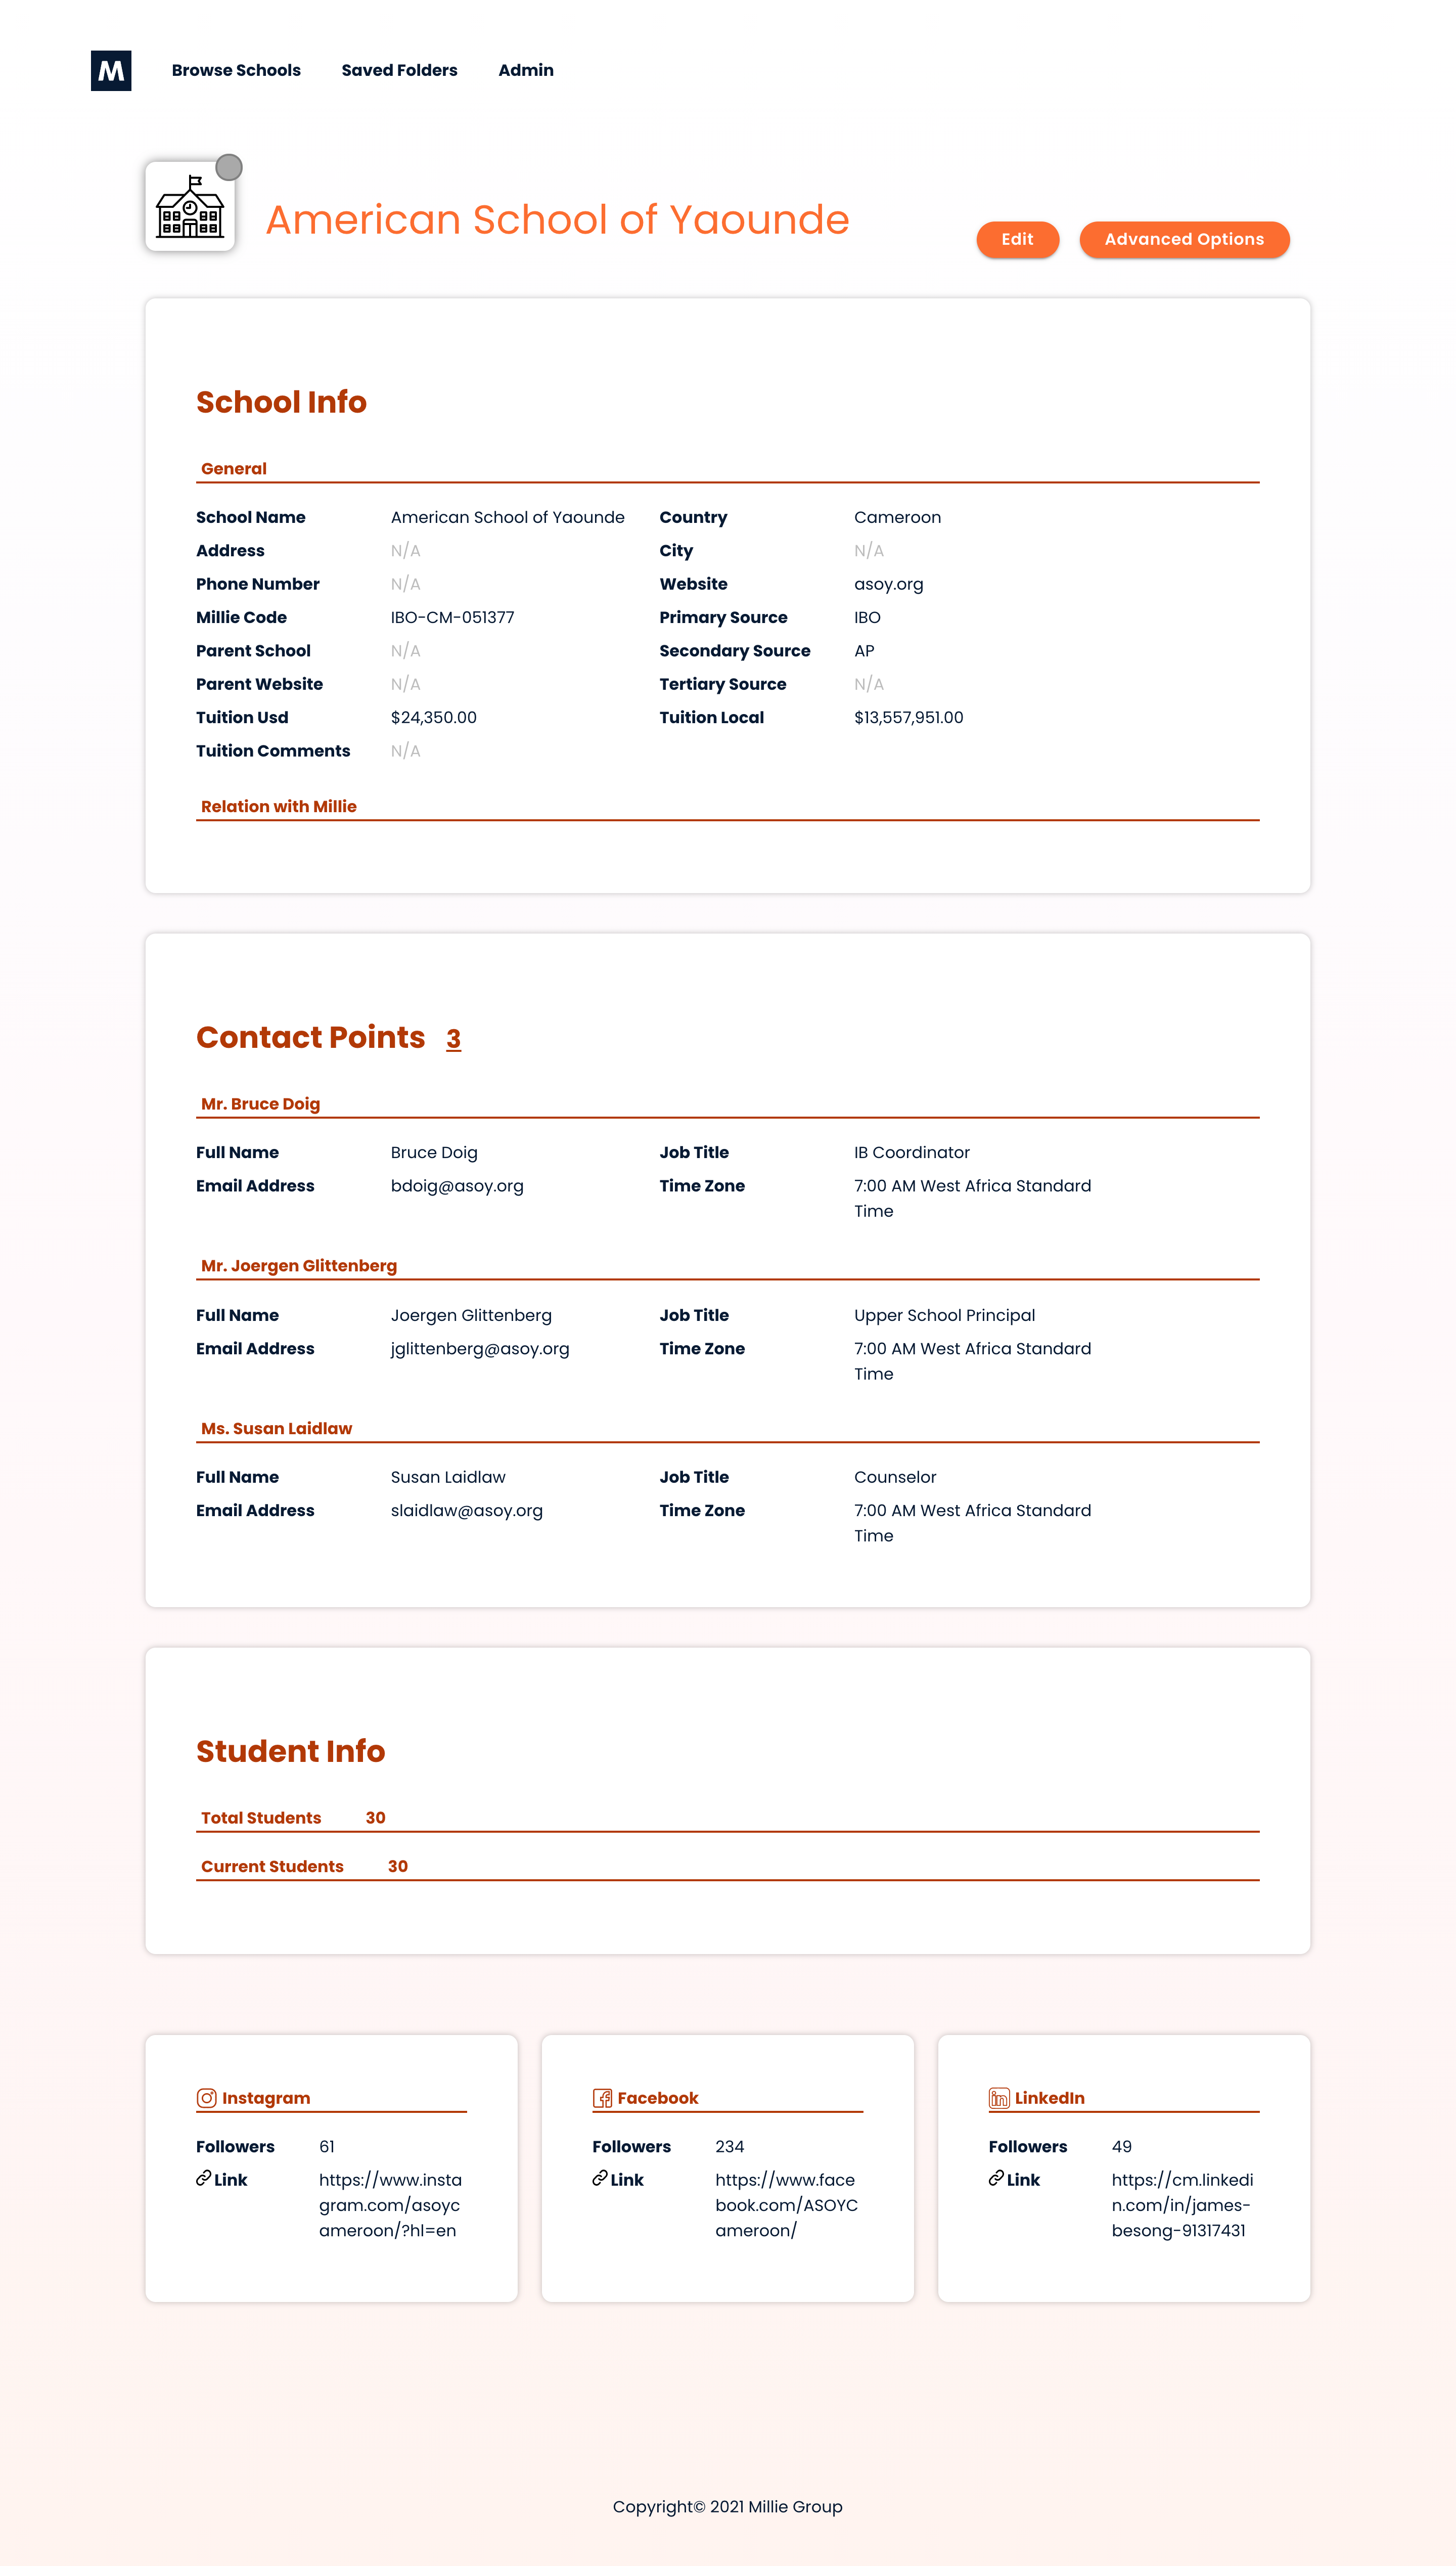 M Browse Schools Saved Folders Admin
American School of Yaounde
Edit Advanced Options
School Info
General
School Name American School of Yaounde Country Cameroon
Address N/A City N/A
Phone Number N/A Website asoy.org
Millie Code IBO-CM-051377 Primary Source IBO
Parent School N/A Secondary Source AP
Parent Website N/A Tertiary Source N/A
Tuition Usd $24,350.00 Tuition Local $13,557,951.00
Tuition Comments N/A
Relation with Millie
Contact Points 3
Mr. Bruce Doig
Full Name Bruce Doig Job Title IB Coordinator
Email Address bdoig@asoy.org Time Zone 7:00 AM West Africa Standard
Time
Mr. Joergen Glittenberg
Full Name Joergen Glittenberg Job Title Upper School Principal
Email Address jglittenberg@asoy.org Time Zone 7:00 AM West Africa Standard
Time
Ms. Susan Laidlaw
Full Name Susan Laidlaw Job Title Counselor
Email Address slaidlaw@asoy.org Time Zone 7:00 AM West Africa Standard
Time
Student Info
Total Students 30
Current Students 30
Instagram
Followers 61
Link https://www.insta
gram.com/asoyc
ameroon/?hl=en
Facebook
Followers 234
Link https://www.face
book.com/ASOYC
ameroon/
LinkedIn
Followers 49
Link https://cm.linkedi
n.com/in/james-
besong-91317431
Copyright© 2021 Millie Group